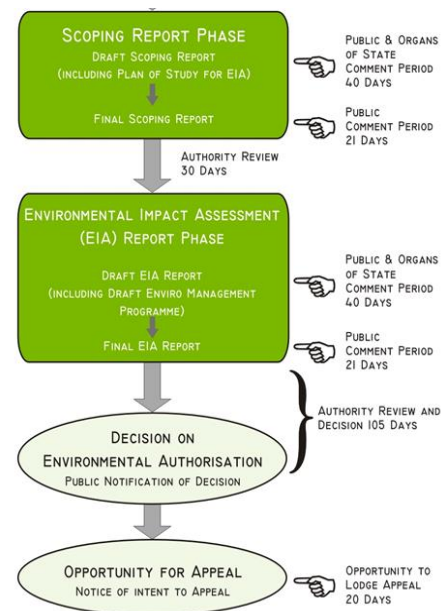 SCOPING REPORT PHASE
DRAFT SCOPING REPORT
(INCLUDING PLAN OF STUDY FOR EIA)
FINAL SCOPING REPORT
PUBLIC & ORGANS
OF STATE
COMMENT PERIOD
40 DAYS
PUBLIC
COMMENT PERIOD
21 DAYS
AUTHORITY REVIEW
30 DAYS
ENVIRONMENTAL IMPACT ASSESSMENT
(EIA) REPORT PHASE
DRAFT EIA REPORT
(INCLUDING DRAFT ENVIRO MANAGEMENT
PROGRAMME)
FINAL EIA REPORT
PUBLIC & ORGANS
OF STATE
COMMENT PERIOD
40 DAYS
PUBLIC
COMMENT PERIOD
21 DAYS
AUTHORITY REVIEW AND
DECISION 105 DAYS
DECISION ON
ENVIRONMENTAL AUTHORISATION
PUBLIC NOTIFICATION OF DECISION
OPPORTUNITY FOR APPEAL
NOTICE OF INTENT TO APPEAL
OPPORTUNITY TO
LODGE APPEAL
20 DAYS